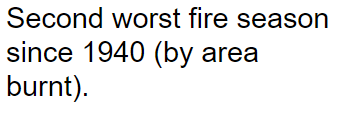 Second worst fire season
since 1940 (by area
burnt).